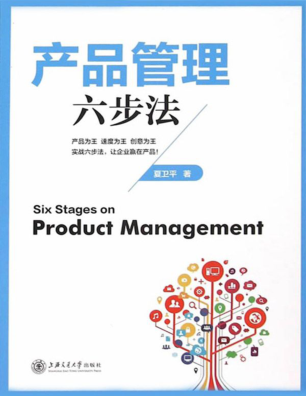 产品管理
六步法
产品为王 速度为王 创意为王
实战六步法，让企业赢在产品！
夏卫平 著
Six Stages on
Product Management
上海交通大学出版社